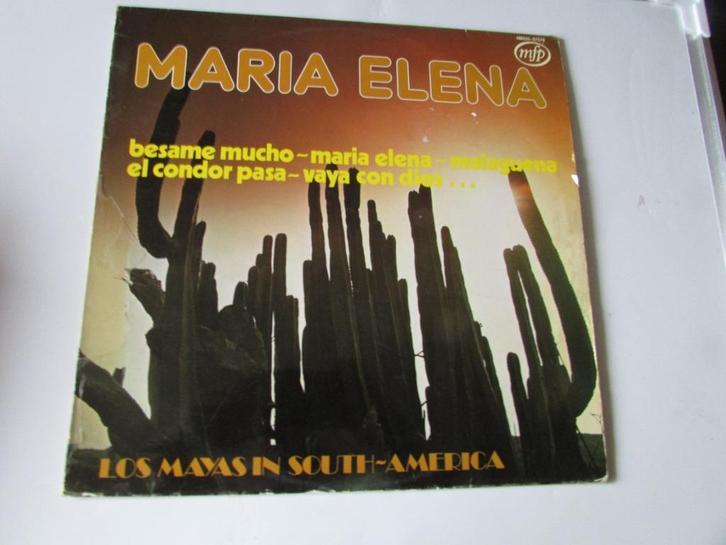 mfp
MARIA ELENA
besame mucho~maria elena~malaguena
el condor pasa~vaya con dios...
LOS MAYAS IN SOUTH~AMERICA